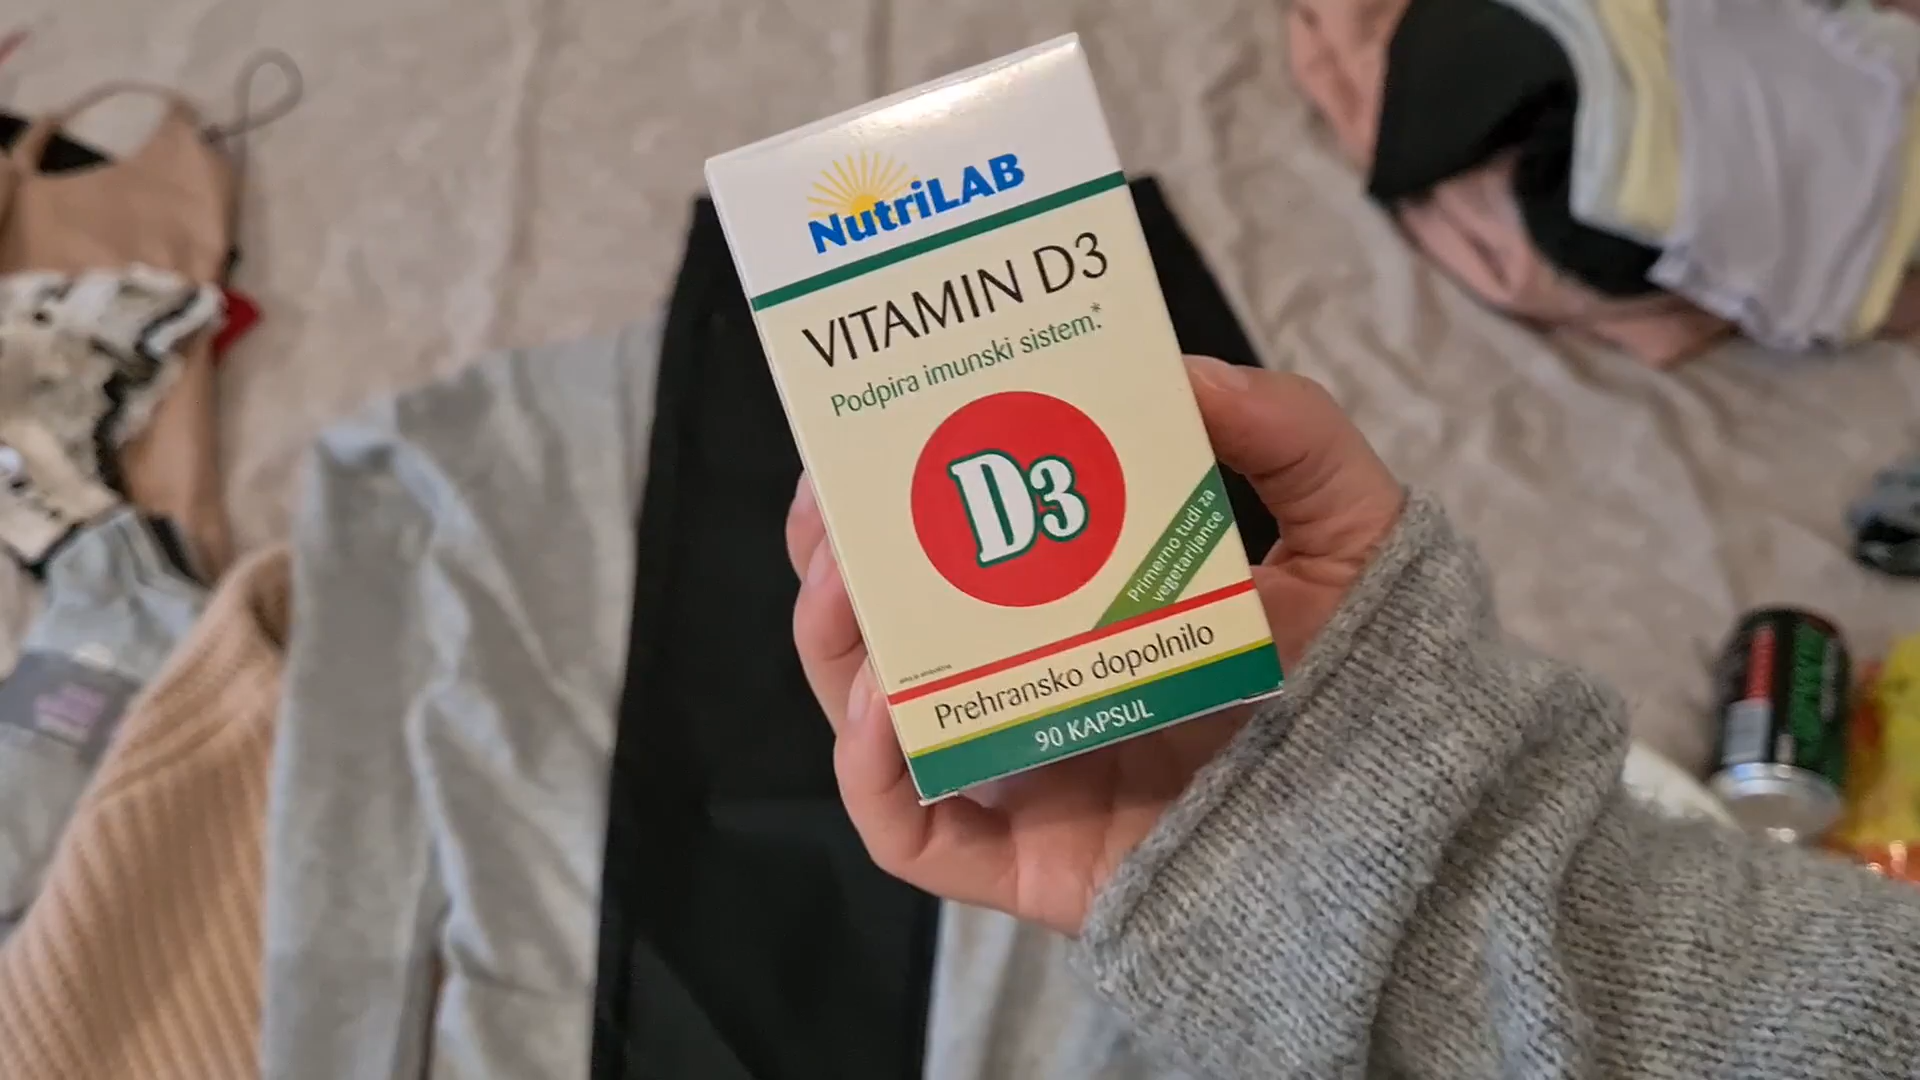 NutriLAB
VITAMIN D3
Podpira imunski sistem.*
D3
Primerno tudi za
vegetarijance
Prehransko dopolnilo
90 KAPSUL